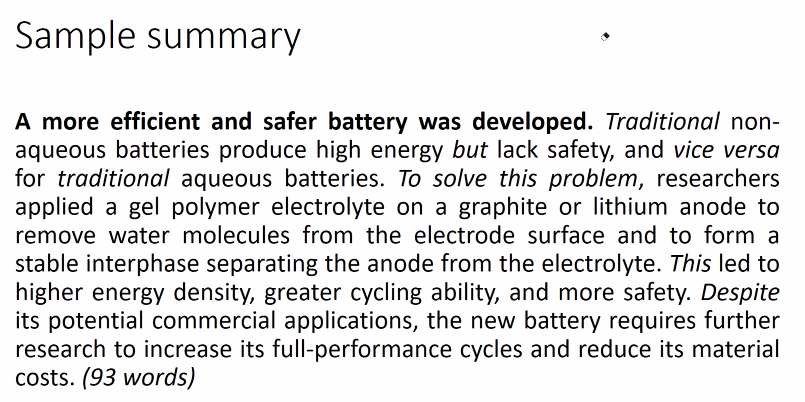 Sample summary
A more efficient and safer battery was developed. Traditional non-
aqueous batteries produce high energy but lack safety, and vice versa
for traditional aqueous batteries. To solve this problem, researchers
applied a gel polymer electrolyte on a graphite or lithium anode to
remove water molecules from the electrode surface and to form a
stable interphase separating the anode from the electrolyte. This led to
higher energy density, greater cycling ability, and more safety. Despite
its potential commercial applications, the new battery requires further
research to increase its full-performance cycles and reduce its material
costs. (93 words)